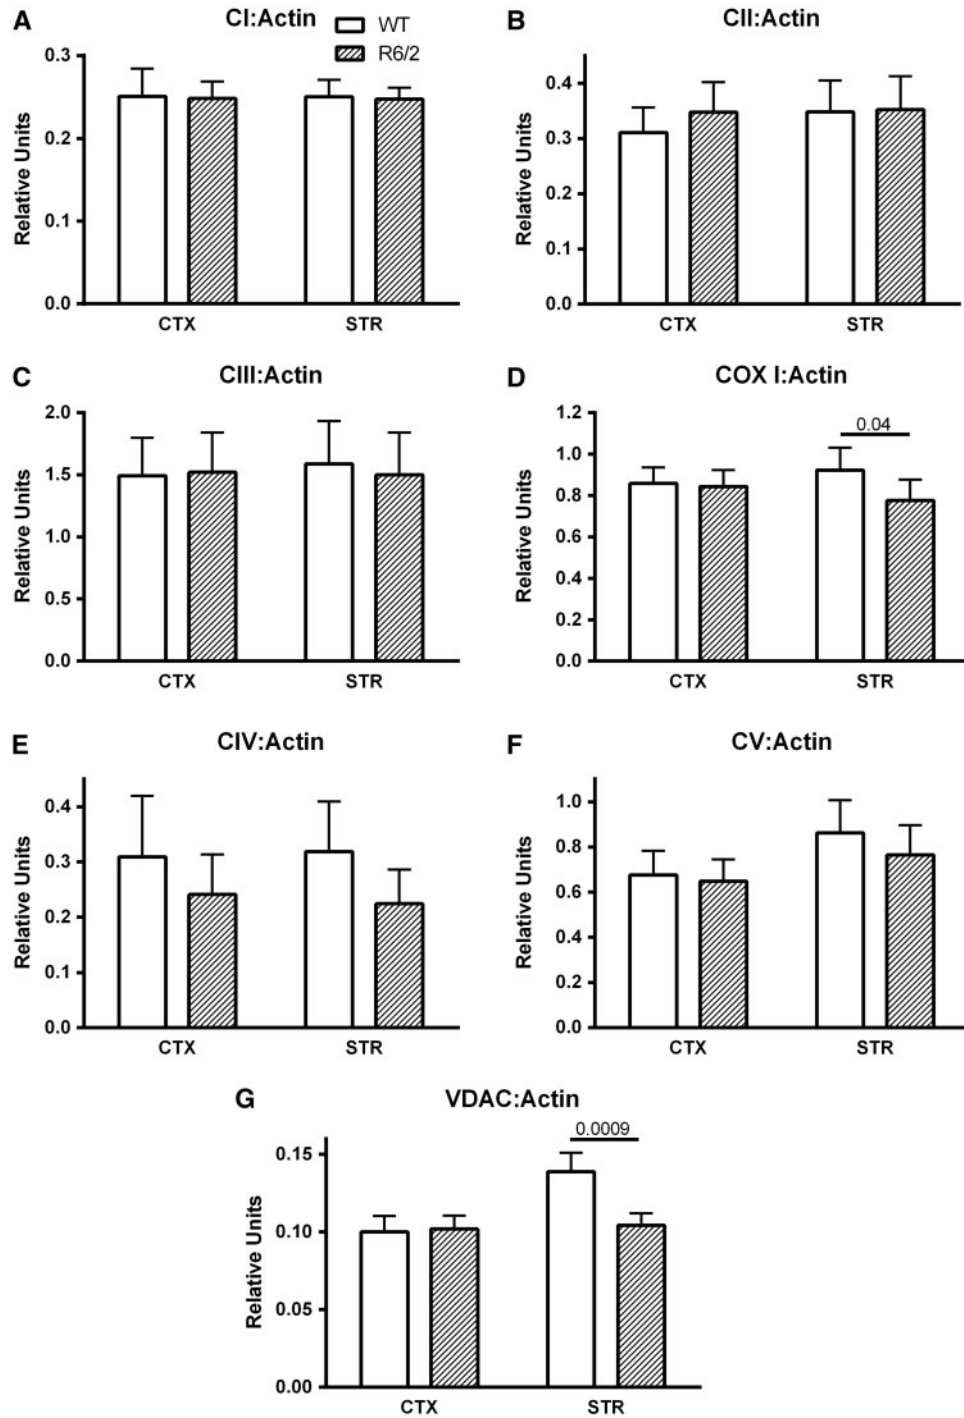 A
CI:Actin
WT
R6/2
Relative Units
0.3
0.2
0.1
0.0
CTX
STR
B
CII:Actin
Relative Units
0.4
0.3
0.2
0.1
0.0
CTX
STR
C
CIII:Actin
Relative Units
2.0
1.5
1.0
0.5
0.0
CTX
STR
D
COX I:Actin
Relative Units
1.2
1.0
0.8
0.6
0.4
0.2
0.0
0.04
CTX
STR
E
CIV:Actin
Relative Units
0.4
0.3
0.2
0.1
0.0
CTX
STR
F
CV:Actin
Relative Units
1.0
0.8
0.6
0.4
0.2
0.0
CTX
STR
G
VDAC:Actin
Relative Units
0.15
0.10
0.05
0.00
0.0009
CTX
STR